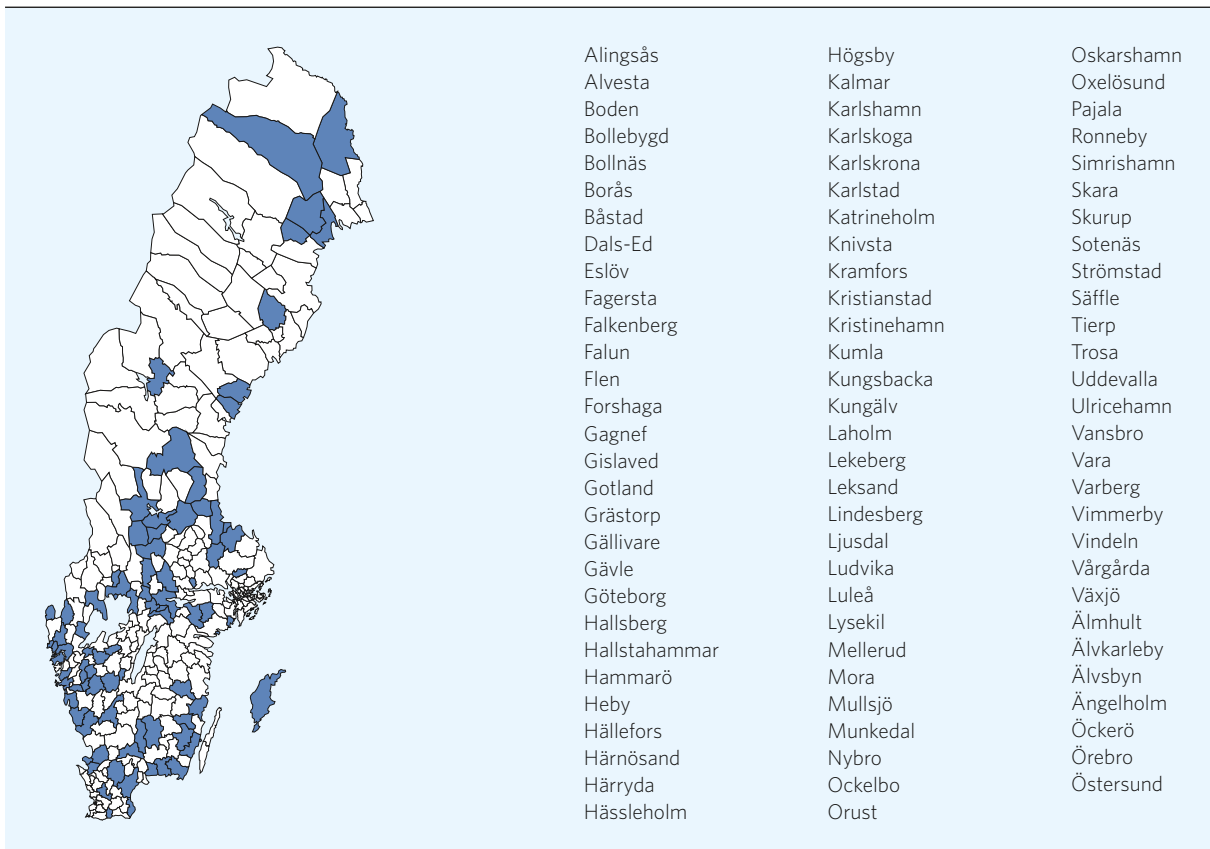 Alingsås
Alvesta
Boden
Bollebygd
Bollnäs
Borås
Båstad
Dals-Ed
Eslöv
Fagersta
Falkenberg
Falun
Flen
Forshaga
Gagnef
Gislaved
Gotland
Grästorp
Gällivare
Gävle
Göteborg
Hallsberg
Hallstahammar
Hammarö
Heby
Hällefors
Härnösand
Härryda
Hässleholm
Högsby
Kalmar
Karlshamn
Karlskoga
Karlskrona
Karlstad
Katrineholm
Knivsta
Kramfors
Kristianstad
Kristinehamn
Kumla
Kungsbacka
Kungälv
Laholm
Lekeberg
Leksand
Lindesberg
Ljusdal
Ludvika
Luleå
Lysekil
Mellerud
Mora
Mullsjö
Munkedal
Nybro
Ockelbo
Orust
Oskarshamn
Oxelösund
Pajala
Ronneby
Simrishamn
Skara
Skurup
Sotenäs
Strömstad
Säffle
Tierp
Trosa
Uddevalla
Ulricehamn
Vansbro
Vara
Varberg
Vimmerby
Vindeln
Vårgårda
Växjö
Älmhult
Älvkarleby
Älvsbyn
Ängelholm
Öckerö
Örebro
Östersund